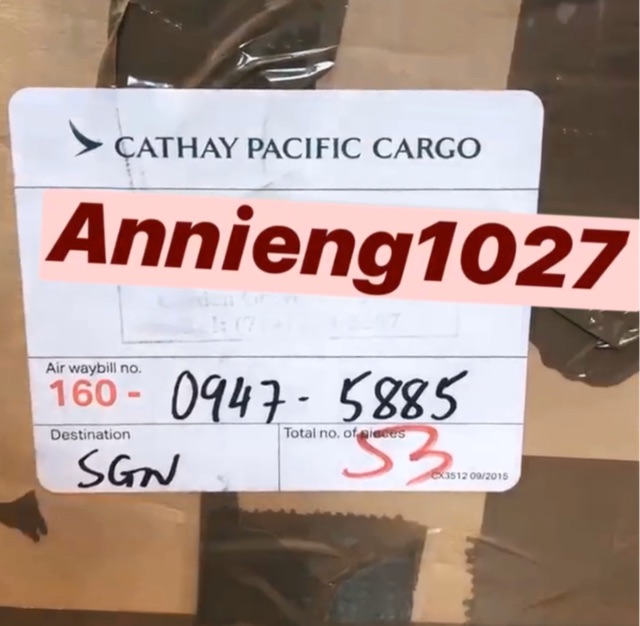 CATHAY PACIFIC CARGO
Annieng1027
Air waybill no.
160 - 0947 - 5885
Destination
SGN
Total no. of pieces
53
CX3512 09/2015